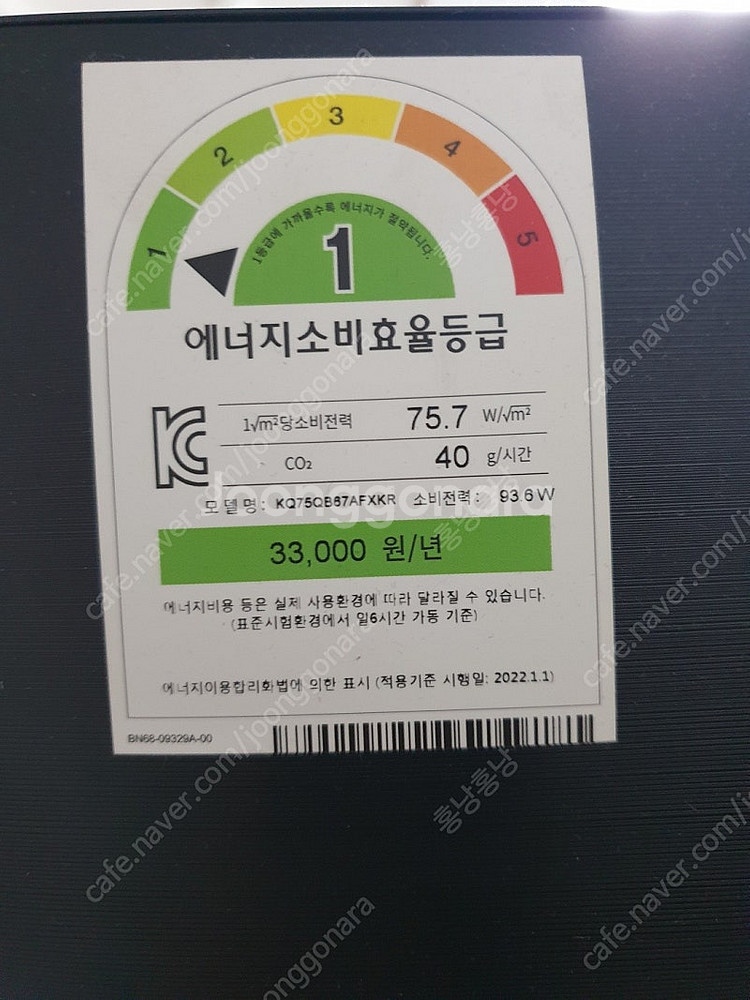 1
2
3
4
5
1등급에 가까울수록 에너지가 절약됩니다.
1
에너지소비효율등급
1√m²당소비전력 75.7 W/√m²
CO₂ 40 g/시간
모델명: KQ75QB67AFXKR 소비전력: 93.6W
33,000 원/년
에너지비용 등은 실제 사용환경에 따라 달라질 수 있습니다.
(표준시험환경에서 일6시간 가동 기준)
에너지이용합리화법에 의한 표시 (적용기준 시행일: 2022.1.1)
BN68-09329A-00
cafe.naver.com/joonggonara
홍낭홍낭
joonggonara